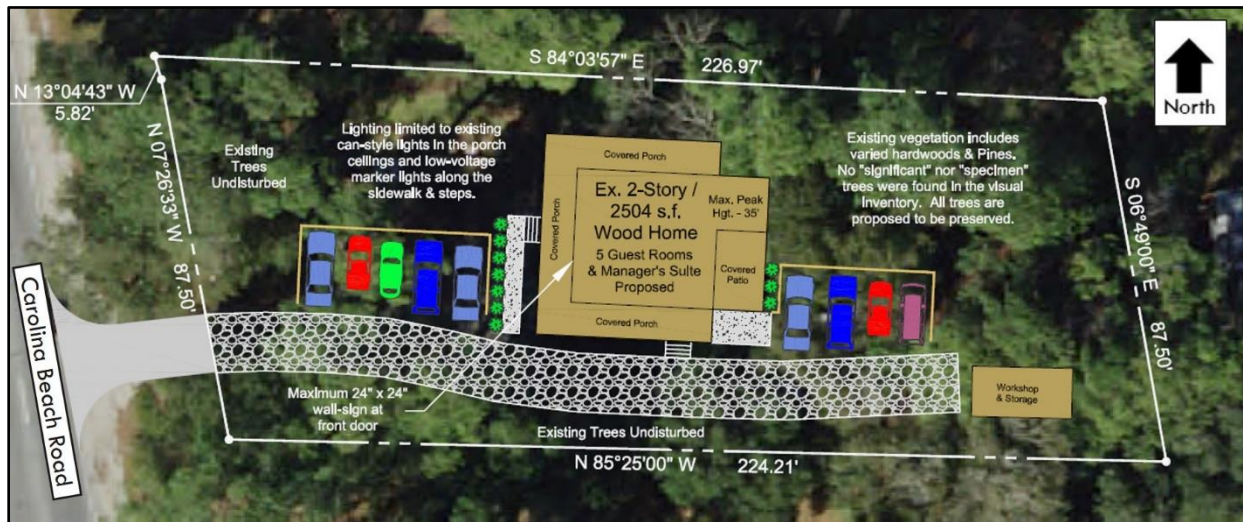 S 84°03'57" E 226.97'
North
N 13°04'43" W
5.82'
N 07°26'33" W 87.50'
Existing
Trees
Undisturbed
Lighting limited to existing
can-style lights in the porch
ceilings and low-voltage
marker lights along the
sidewalk & steps.
Covered Porch
Covered Porch
Ex. 2-Story /
2504 s.f.
Wood Home
5 Guest Rooms
& Manager's Suite
Proposed
Max. Peak
Hgt. - 35'
Covered
Patio
Covered Porch
Existing vegetation includes
varied hardwoods & Pines.
No "significant" nor "specimen"
trees were found in the visual
inventory. All trees are
proposed to be preserved.
S 06°49'00" E 87.50'
Carolina Beach Road
Maximum 24" x 24"
wall-sign at
front door
Workshop
& Storage
Existing Trees Undisturbed
N 85°25'00" W 224.21'